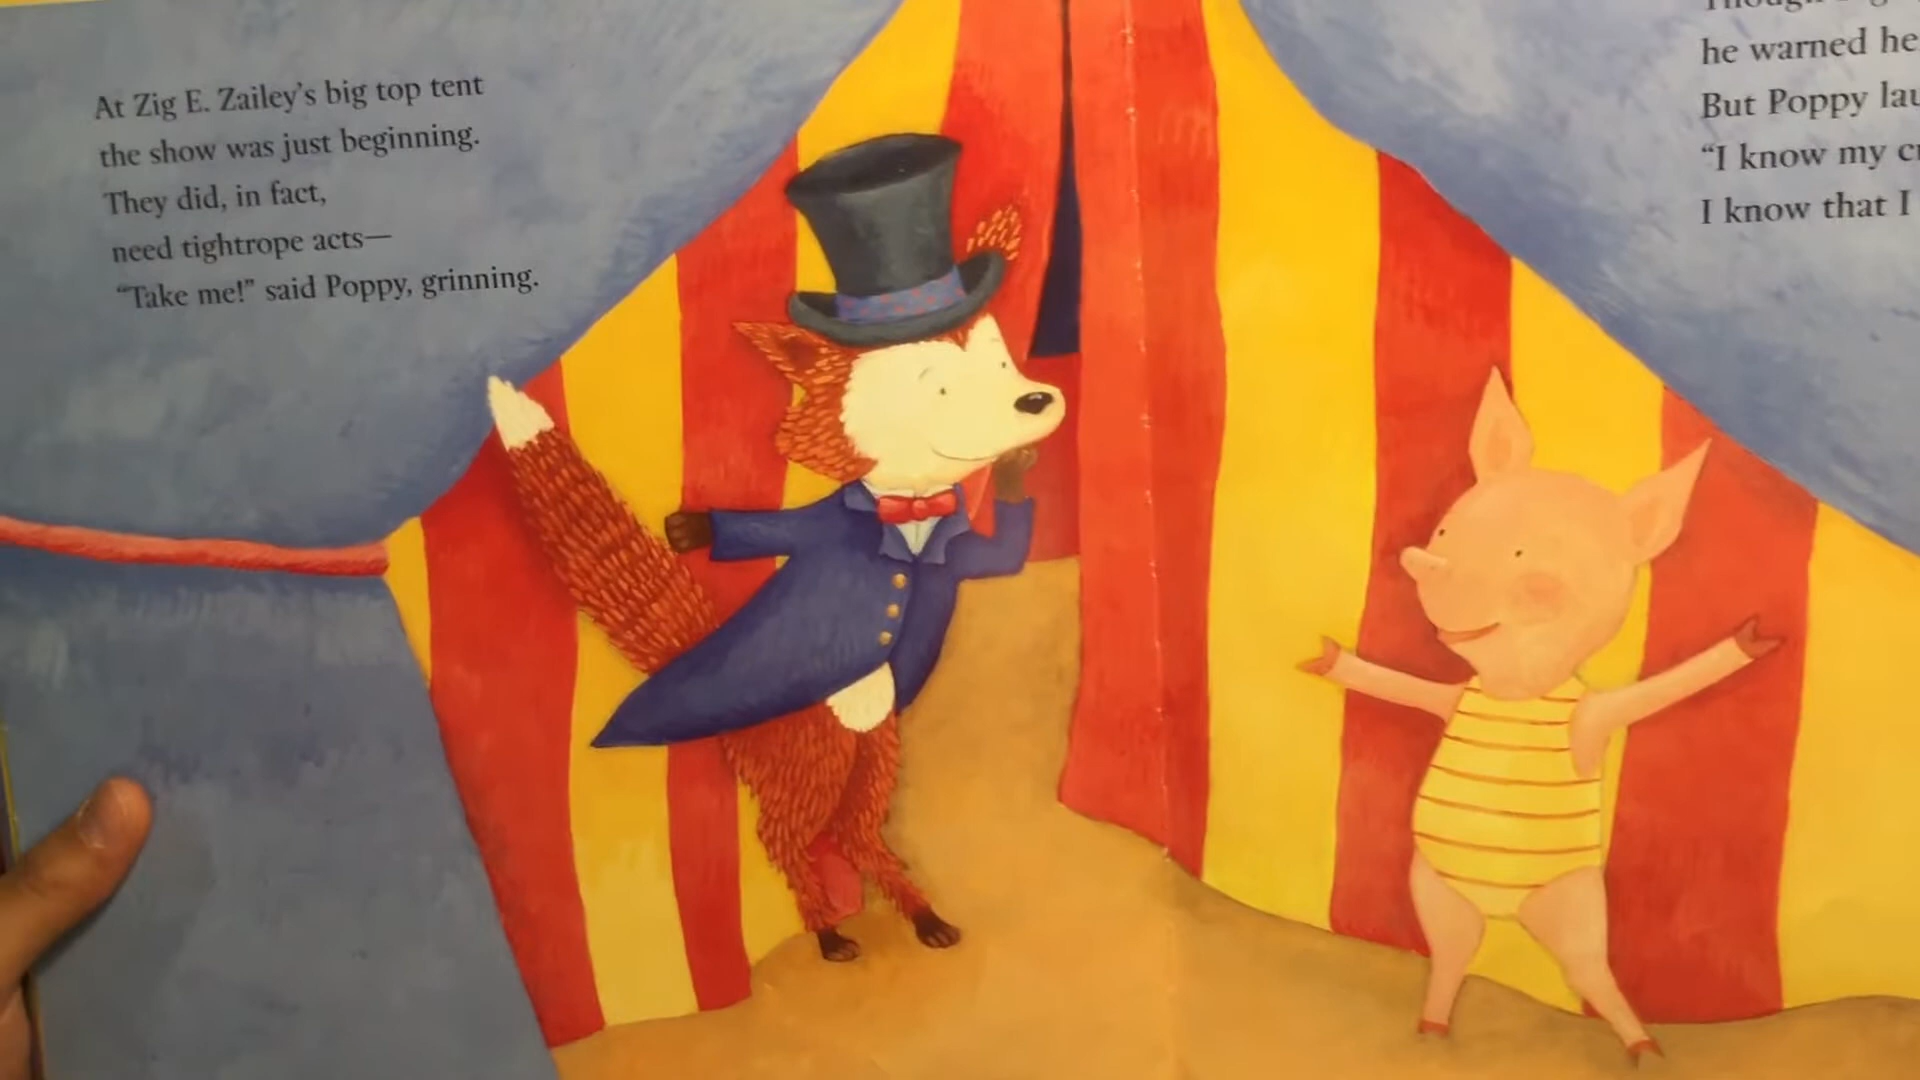 At Zig E. Zailey's big top tent
the show was just beginning.
They did, in fact,
need tightrope acts—
“Take me!” said Poppy, grinning.
he warned he
But Poppy
“I know my
I know that I